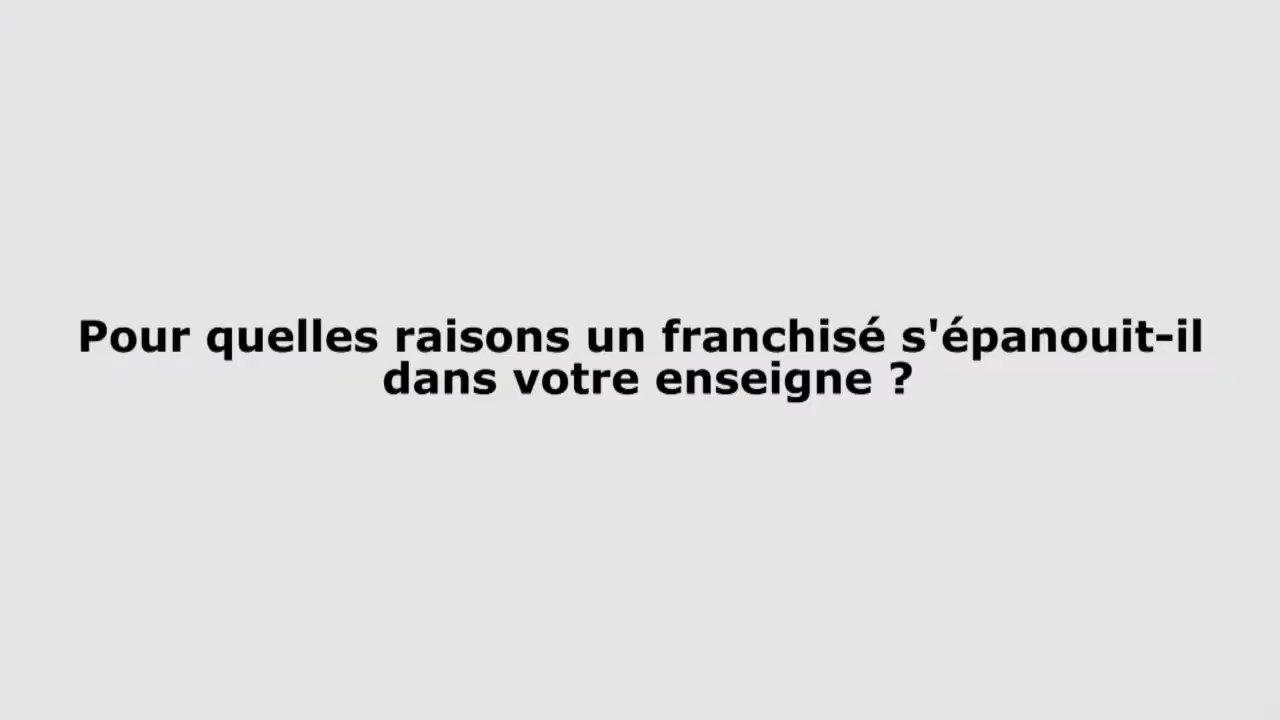 Pour quelles raisons un franchisé s'épanouit-il
dans votre enseigne ?